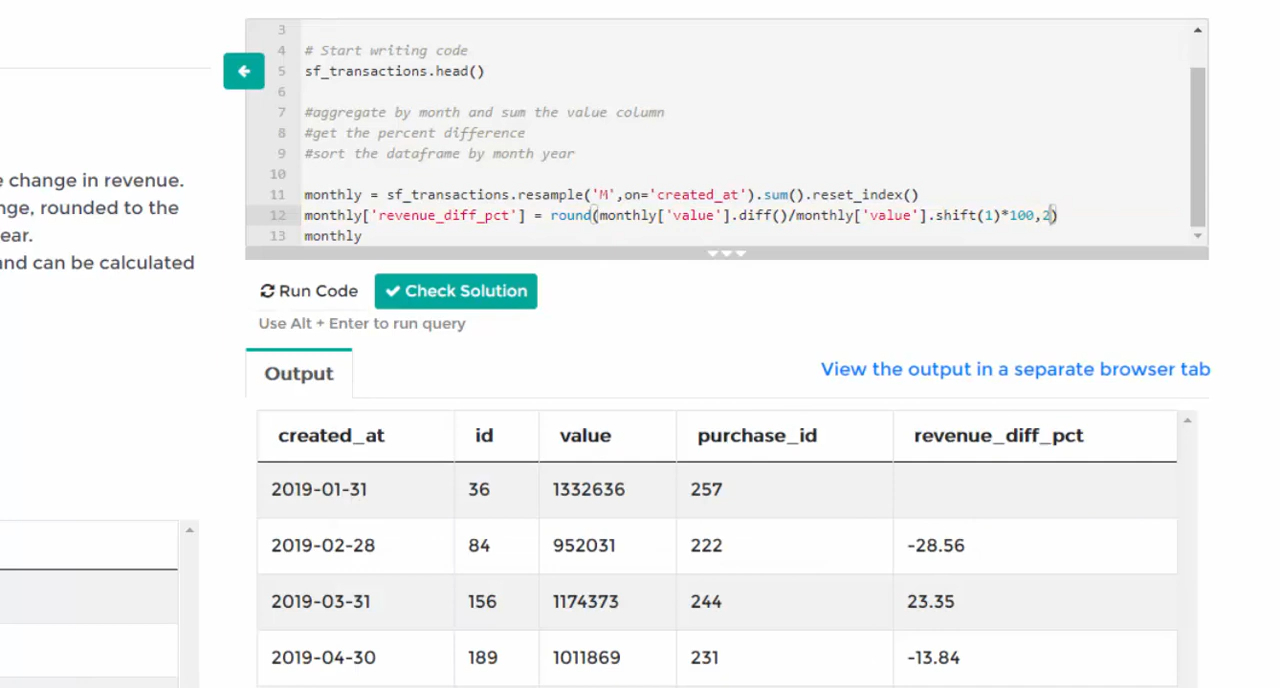 e change in revenue.
nge, rounded to the
ear.
and can be calculated
3
4 # Start writing code
5 sf_transactions.head()
6
7 #aggregate by month and sum the value column
8 #get the percent difference
9 #sort the dataframe by month year
10
11 monthly = sf_transactions.resample('M',on='created_at').sum().reset_index()
12 monthly['revenue_diff_pct'] = round(monthly['value'].diff()/monthly['value'].shift(1)*100,2)
13 monthly
Run Code Check Solution
Use Alt + Enter to run query
Output View the output in a separate browser tab
created_at id value purchase_id revenue_diff_pct
2019-01-31 36 1332636 257
2019-02-28 84 952031 222 -28.56
2019-03-31 156 1174373 244 23.35
2019-04-30 189 1011869 231 -13.84